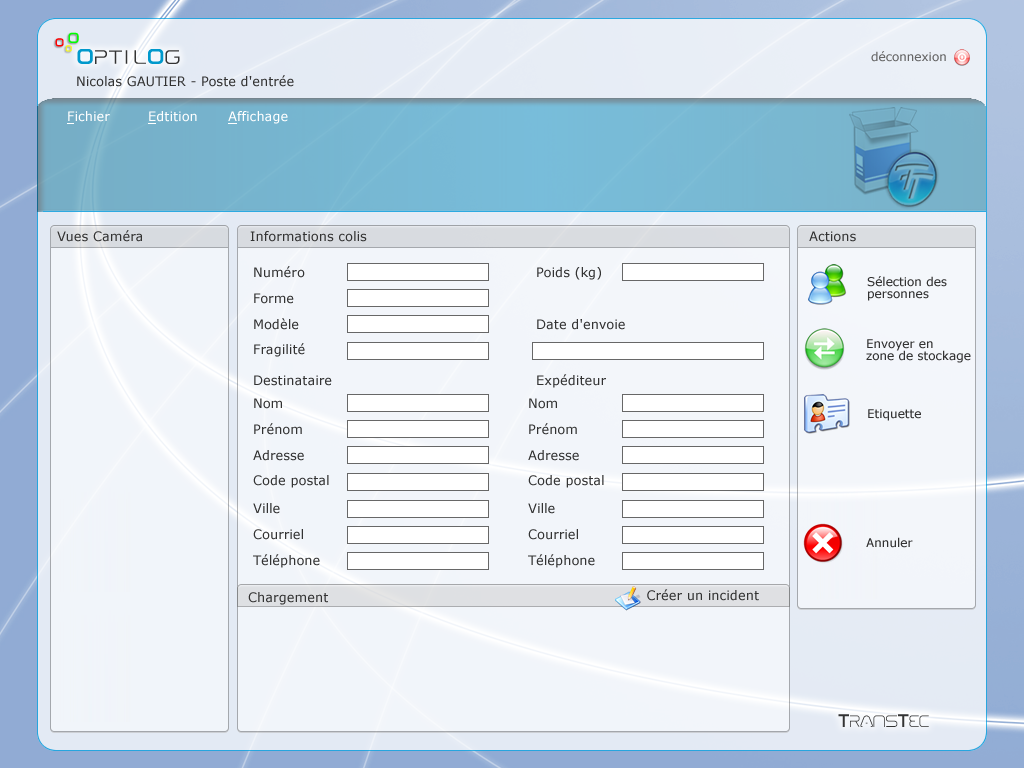 OPTILOG
déconnexion
Nicolas GAUTIER - Poste d'entrée
Fichier Edtition Affichage
Vues Caméra
Informations colis
Numéro Poids (kg)
Forme
Modèle Date d'envoie
Fragilité
Destinataire Expéditeur
Nom Nom
Prénom Prénom
Adresse Adresse
Code postal Code postal
Ville Ville
Courriel Courriel
Téléphone Téléphone
Chargement Créer un incident
Actions
Sélection des
personnes
Envoyer en
zone de stockage
Etiquette
Annuler
TRANSTEC